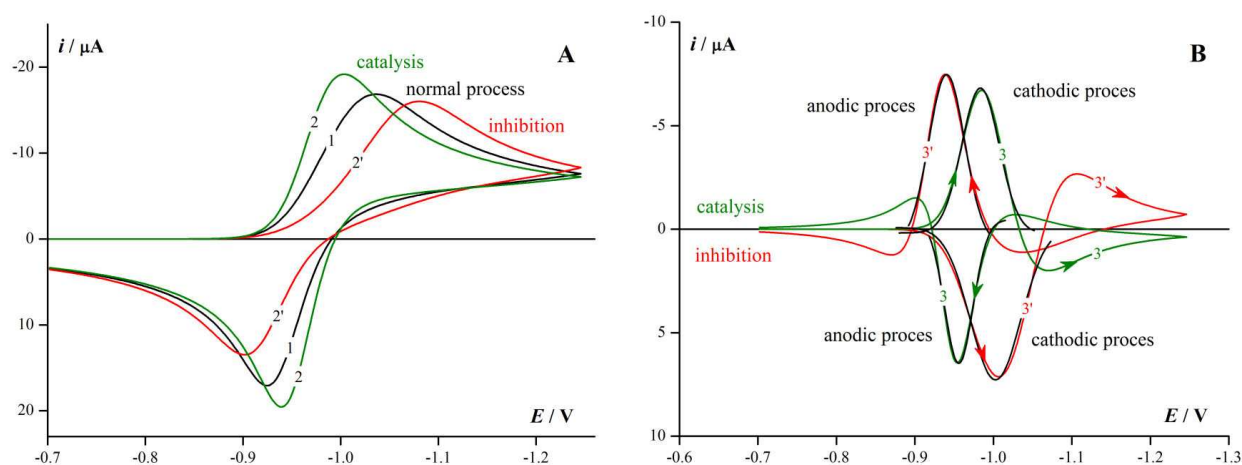 i / μA
A
catalysis
normal process
inhibition
2
1
2'
2'
1
2
-20
-10
0
10
20
E / V
-0.7
-0.8
-0.9
-1.0
-1.1
-1.2
i / μA
B
anodic proces
cathodic proces
3'
3
3'
catalysis
inhibition
3
3
3'
anodic proces
cathodic proces
-10
-5
0
5
10
E / V
-0.6
-0.7
-0.8
-0.9
-1.0
-1.1
-1.2
-1.3